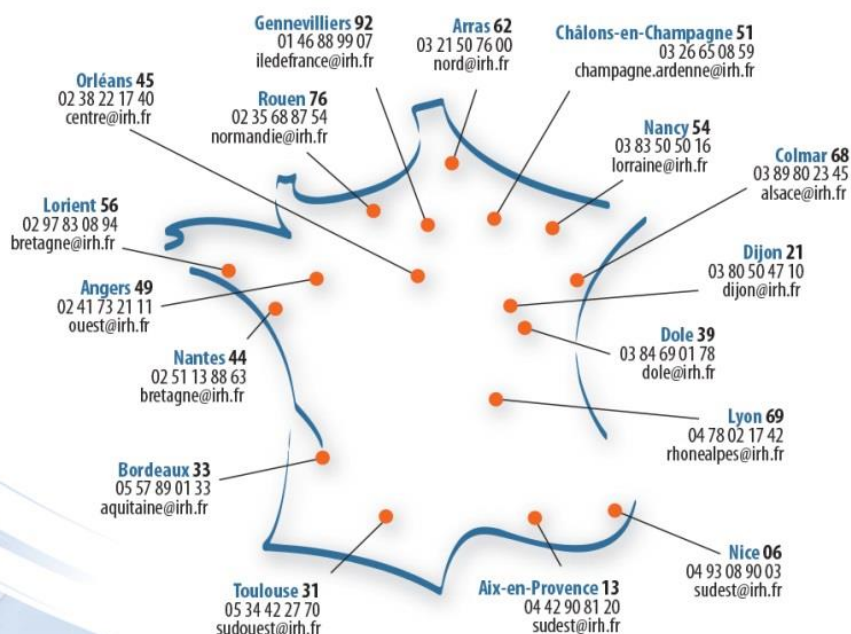 Gennevilliers 92
01 46 88 99 07
iledefrance@irh.fr
Arras 62
03 21 50 76 00
nord@irh.fr
Châlons-en-Champagne 51
03 26 65 08 59
champagne.ardenne@irh.fr
Orléans 45
02 38 22 17 40
centre@irh.fr
Rouen 76
02 35 68 87 54
normandie@irh.fr
Nancy 54
03 83 50 50 16
lorraine@irh.fr
Colmar 68
03 89 80 23 45
alsace@irh.fr
Lorient 56
02 97 83 08 94
bretagne@irh.fr
Dijon 21
03 80 50 47 10
dijon@irh.fr
Angers 49
02 41 73 21 11
ouest@irh.fr
Dole 39
03 84 69 01 78
dole@irh.fr
Nantes 44
02 51 13 88 63
bretagne@irh.fr
Lyon 69
04 78 02 17 42
rhonealpes@irh.fr
Bordeaux 33
05 57 89 01 33
aquitaine@irh.fr
Nice 06
04 93 08 90 03
sudest@irh.fr
Toulouse 31
05 34 42 27 70
sudouest@irh.fr
Aix-en-Provence 13
04 42 90 81 20
sudest@irh.fr